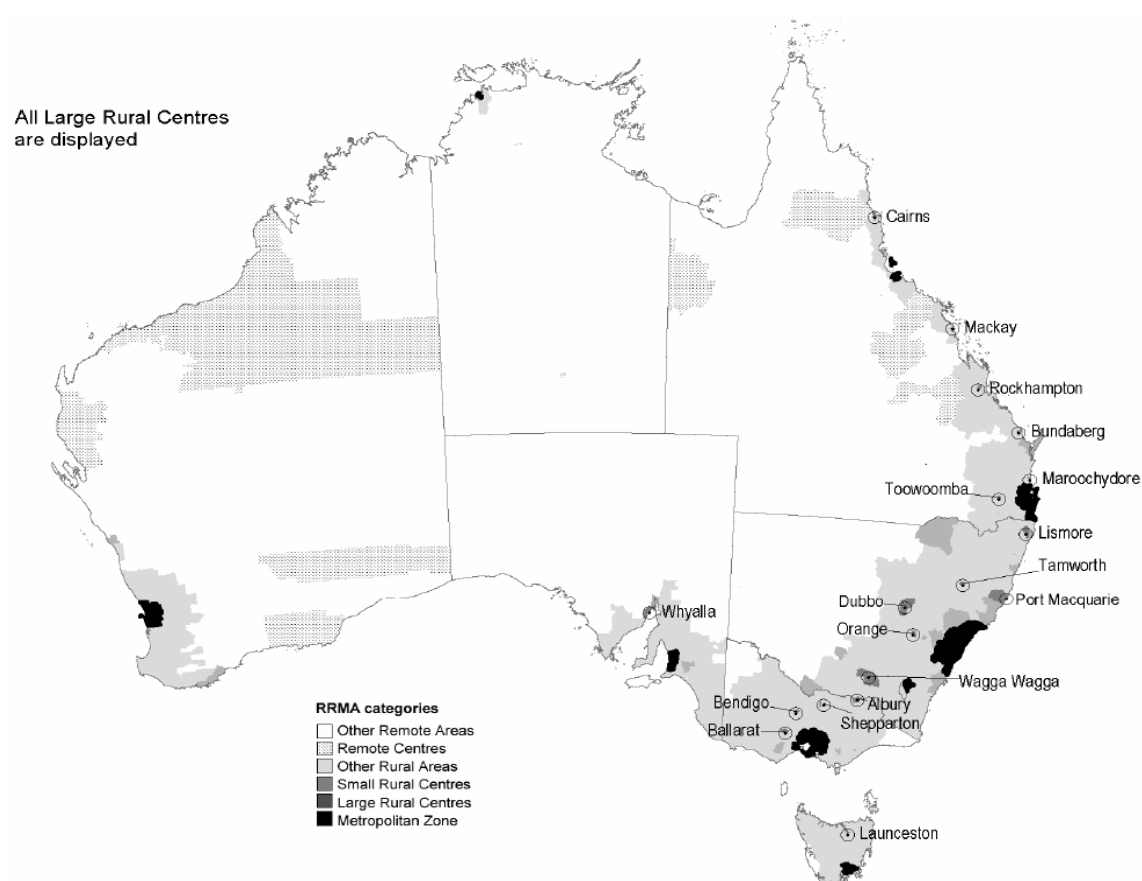 All Large Rural Centres
are displayed
Cairns
Mackay
Rockhampton
Bundaberg
Maroochydore
Toowoomba
Lismore
Tamworth
Dubbo
Port Macquarie
Orange
Whyalla
Wagga Wagga
Bendigo
Albury
Shepparton
Ballarat
Launceston
RRMA categories
Other Remote Areas
Remote Centres
Other Rural Areas
Small Rural Centres
Large Rural Centres
Metropolitan Zone